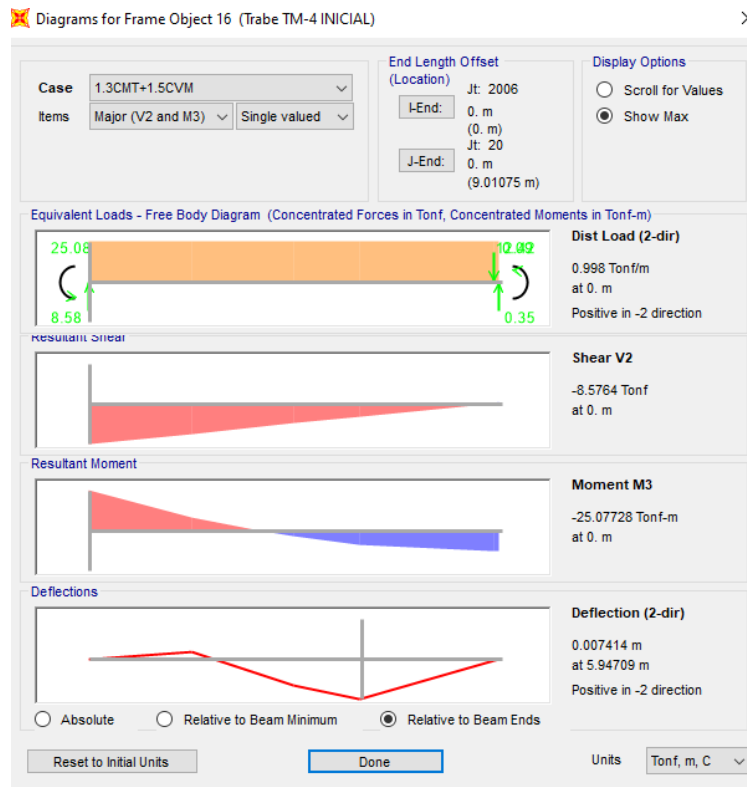 Diagrams for Frame Object 16 (Trabe TM-4 INICIAL)
Case 1.3CMT+1.5CVM
Items Major (V2 and M3) Single valued
End Length Offset
(Location)
I-End: Jt: 2006
0. m
(0. m)
J-End: Jt: 20
0. m
(9.01075 m)
Display Options
Scroll for Values
Show Max
Equivalent Loads - Free Body Diagram (Concentrated Forces in Tonf, Concentrated Moments in Tonf-m)
25.08
8.58
0.35
Dist Load (2-dir)
0.998 Tonf/m
at 0. m
Positive in -2 direction
Resultant Shear
Shear V2
-8.5764 Tonf
at 0. m
Resultant Moment
Moment M3
-25.07728 Tonf-m
at 0. m
Deflections
Deflection (2-dir)
0.007414 m
at 5.94709 m
Positive in -2 direction
Absolute Relative to Beam Minimum Relative to Beam Ends
Reset to Initial Units Done Units Tonf, m, C